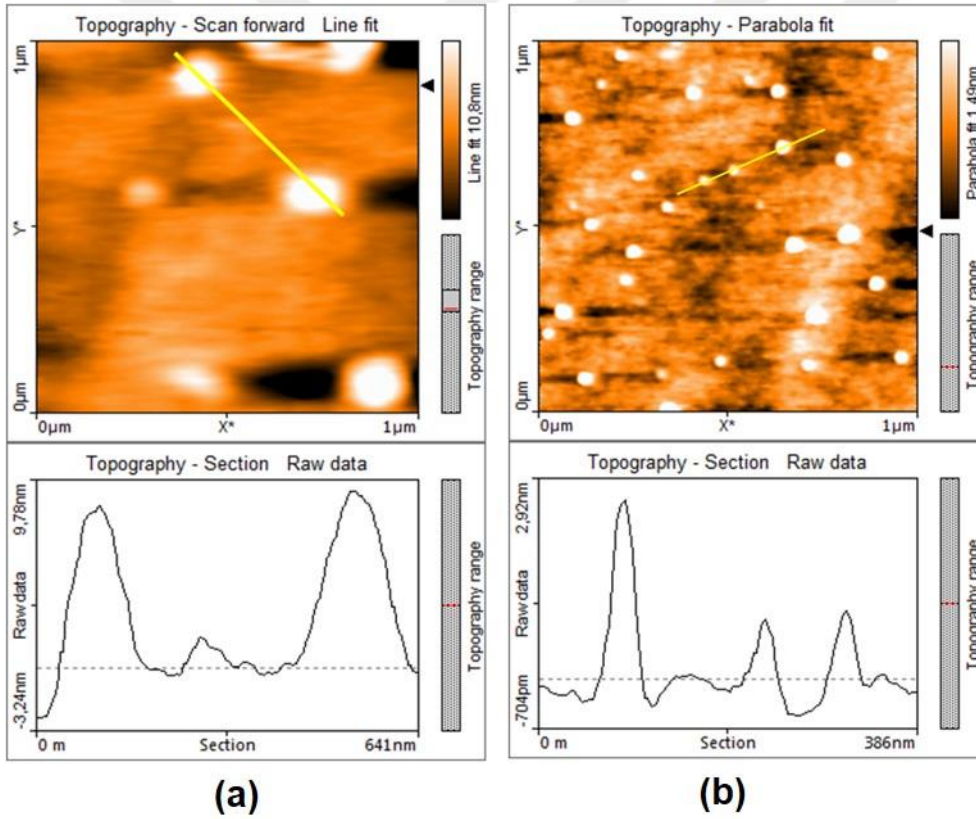 Topography - Scan forward Line fit
1µm
Y*
0µm
0µm X* 1µm
Line fit 10,8nm
Topography range
Topography - Section Raw data
9,78nm
Raw data
-3,24nm
0 m Section 641nm
Topography range
(a)
Topography - Parabola fit
1µm
Y*
0µm
0µm X* 1µm
Parabola fit 1,49nm
Topography range
Topography - Section Raw data
2,92nm
Raw data
-704pm
0 m Section 386nm
Topography range
(b)